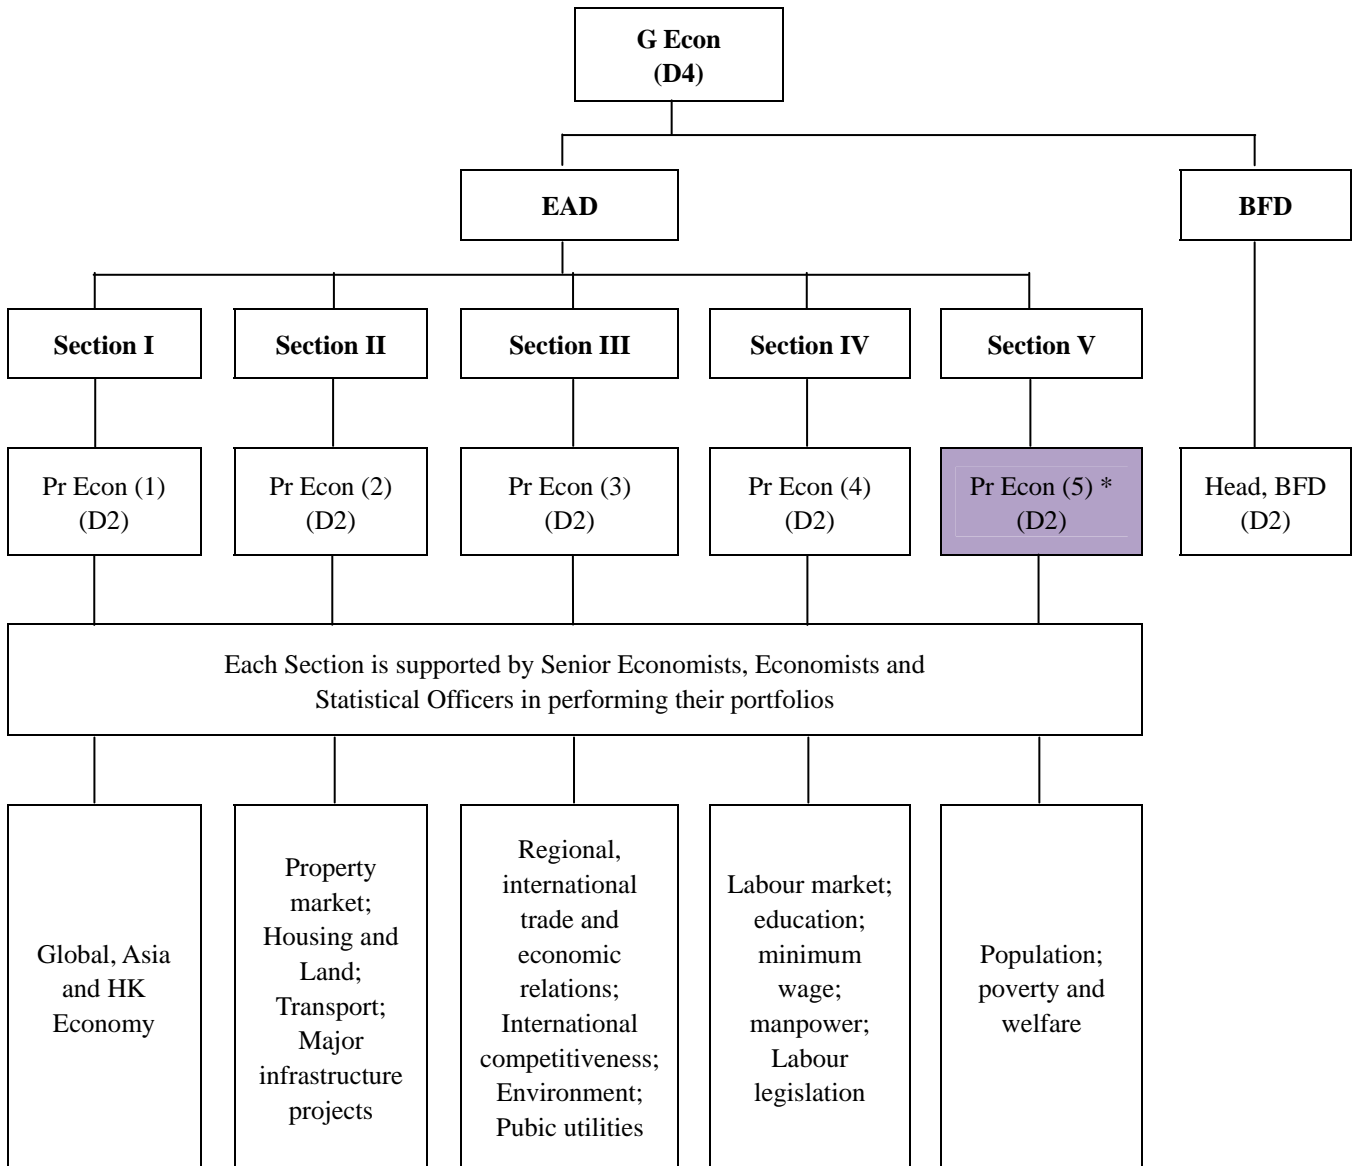 G Econ
(D4)
EAD
BFD
Section I
Section II
Section III
Section IV
Section V
Pr Econ (1)
(D2)
Pr Econ (2)
(D2)
Pr Econ (3)
(D2)
Pr Econ (4)
(D2)
Pr Econ (5) *
(D2)
Head, BFD
(D2)
Each Section is supported by Senior Economists, Economists and
Statistical Officers in performing their portfolios
Global, Asia
and HK
Economy
Property
market;
Housing and
Land;
Transport;
Major
infrastructure
projects
Regional,
international
trade and
economic
relations;
International
competitiveness;
Environment;
Pubic utilities
Labour market;
education;
minimum
wage;
manpower;
Labour
legislation
Population;
poverty and
welfare